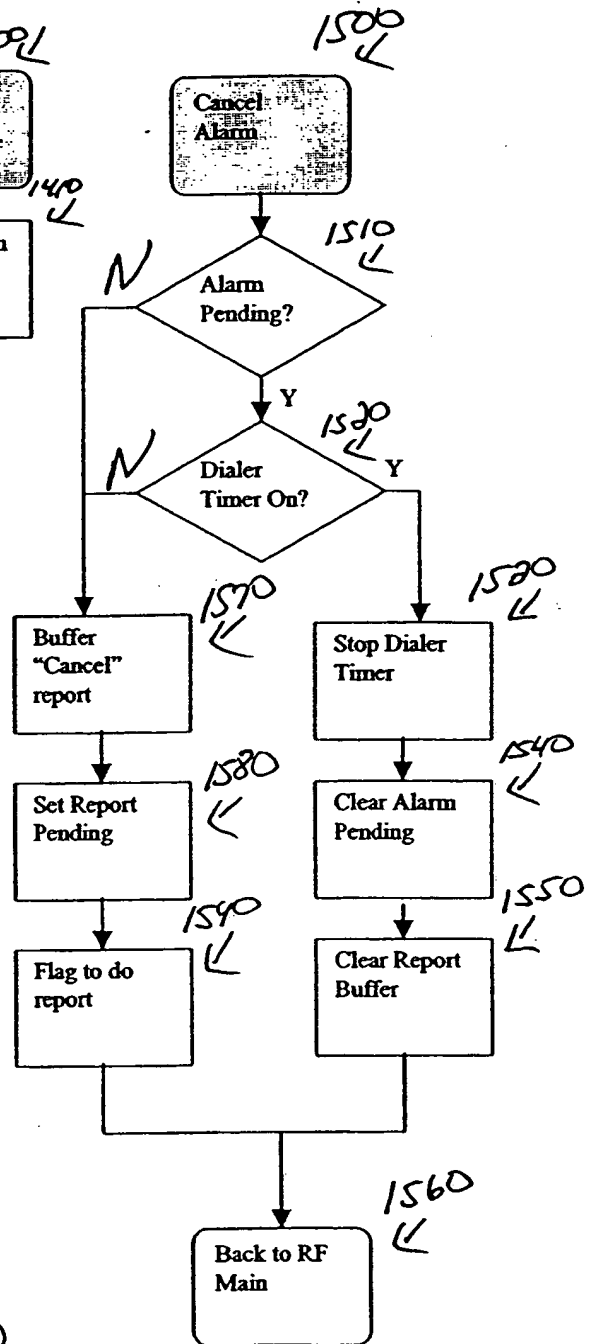 1500
Cancel
Alarm
1410
1510
N
Alarm
Pending?
Y
1520
N
Dialer
Timer On?
Y
1570
Buffer
“Cancel”
report
Stop Dialer
Timer
1580
1540
Set Report
Pending
Clear Alarm
Pending
1550
Flag to do
report
Clear Report
Buffer
1560
Back to RF
Main